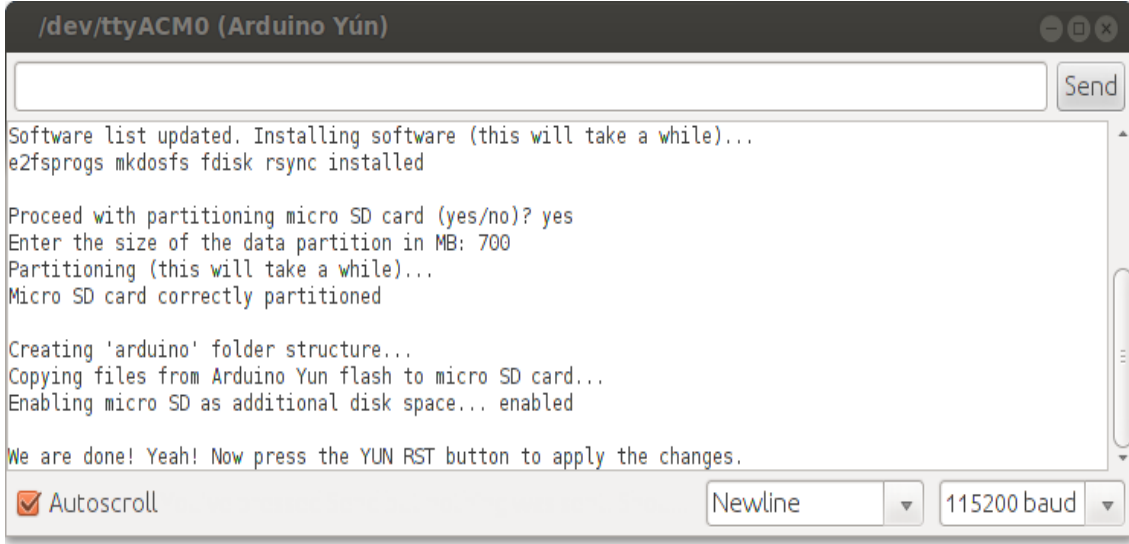 /dev/ttyACM0 (Arduino Yún)
Send
Software list updated. Installing software (this will take a while)...
e2fsprogs mkdosfs fdisk rsync installed
Proceed with partitioning micro SD card (yes/no)? yes
Enter the size of the data partition in MB: 700
Partitioning (this will take a while)...
Micro SD card correctly partitioned
Creating 'arduino' folder structure...
Copying files from Arduino Yun flash to micro SD card...
Enabling micro SD as additional disk space... enabled
We are done! Yeah! Now press the YUN RST button to apply the changes.
Autoscroll Newline 115200 baud